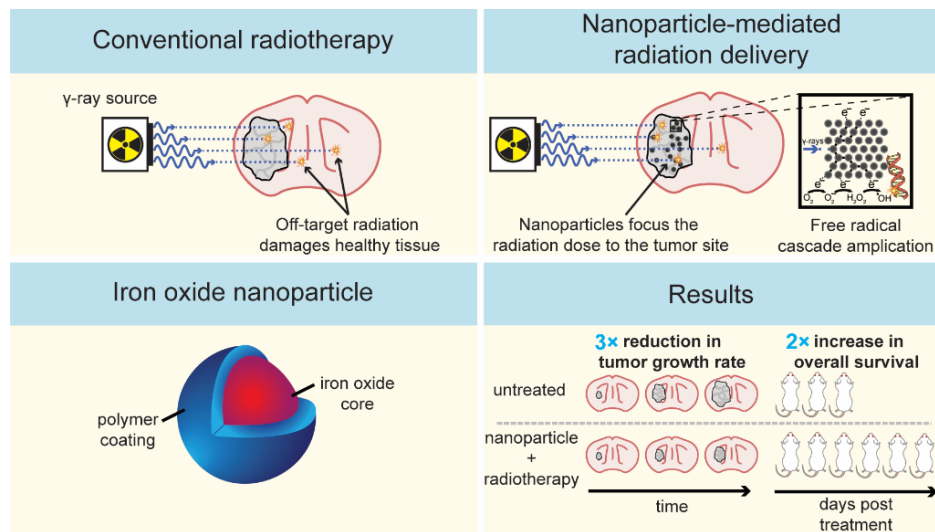 Conventional radiotherapy
γ-ray source
Off-target radiation
damages healthy tissue
Nanoparticle-mediated
radiation delivery
e⁻ e⁻
γ-rays
e⁻ e⁻ e⁻
O₂ O₂⁻ H₂O₂ •OH
Nanoparticles focus the
radiation dose to the tumor site
Free radical
cascade amplication
Iron oxide nanoparticle
iron oxide
core
polymer
coating
Results
3× reduction in
tumor growth rate
2× increase in
overall survival
untreated
nanoparticle
+
radiotherapy
time
days post
treatment